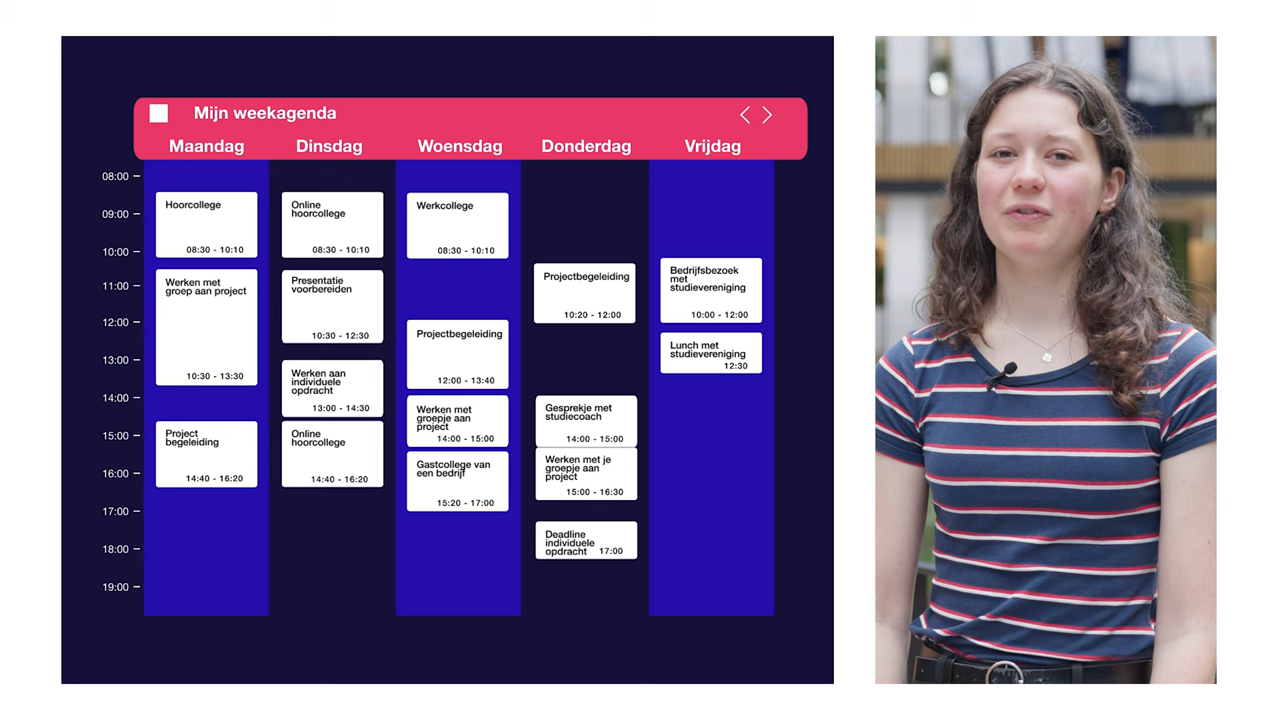 Mijn weekagenda
Maandag
Dinsdag
Woensdag
Donderdag
Vrijdag
08:00
09:00
10:00
11:00
12:00
13:00
14:00
15:00
16:00
17:00
18:00
19:00
Hoorcollege
08:30 - 10:10
Werken met
groep aan project
10:30 - 13:30
Project
begeleiding
14:40 - 16:20
Online
hoorcollege
08:30 - 10:10
Presentatie
voorbereiden
10:30 - 12:30
Werken aan
individuele
opdracht
13:00 - 14:30
Online
hoorcollege
14:40 - 16:20
Werkcollege
08:30 - 10:10
Projectbegeleiding
12:00 - 13:40
Werken met
groepje aan
project
14:00 - 15:00
Gastcollege van
een bedrijf
15:20 - 17:00
Projectbegeleiding
10:20 - 12:00
Gesprekje met
studiecoach
14:00 - 15:00
Werken met je
groepje aan
project
15:00 - 16:30
Deadline
individuele
opdracht 17:00
Bedrijfsbezoek
met
studievereniging
10:00 - 12:00
Lunch met
studievereniging
12:30